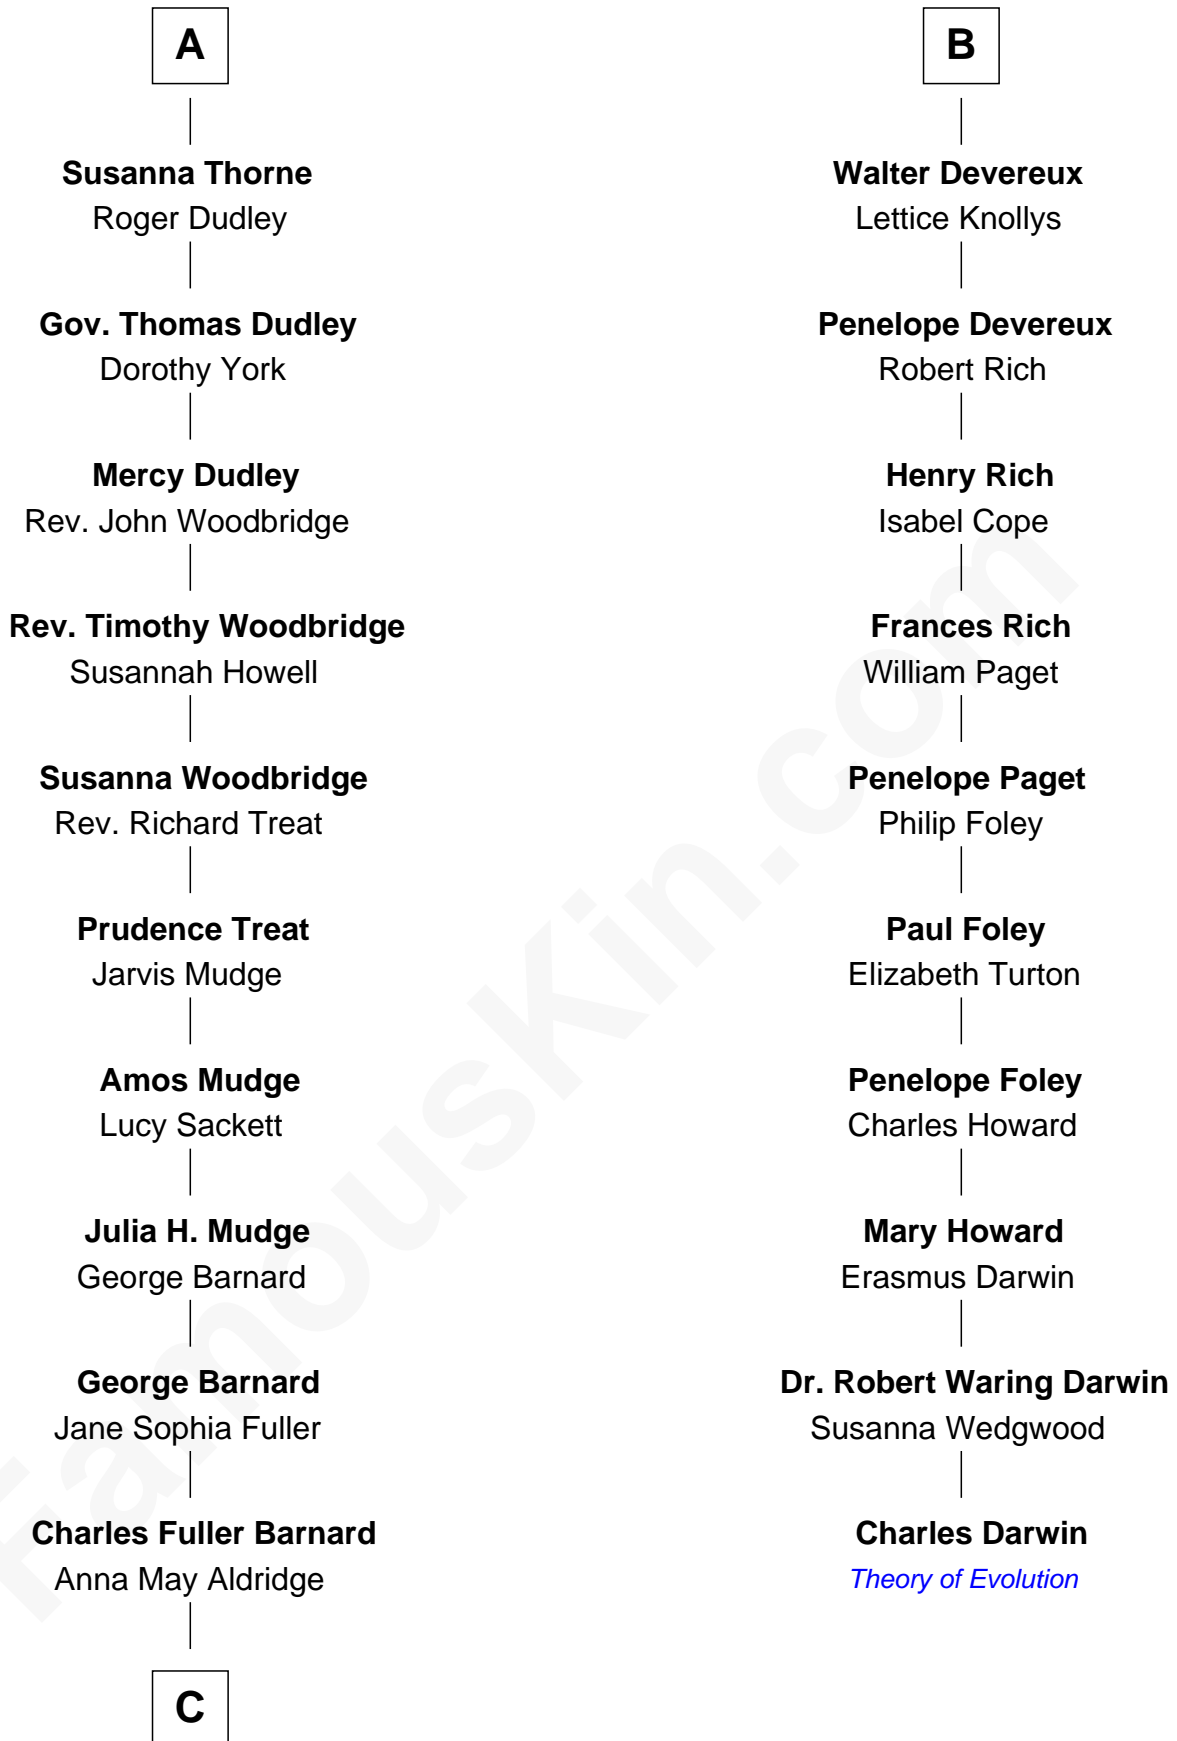 A
Susanna Thorne
Roger Dudley
Gov. Thomas Dudley
Dorothy York
Mercy Dudley
Rev. John Woodbridge
Rev. Timothy Woodbridge
Susannah Howell
Susanna Woodbridge
Rev. Richard Treat
Prudence Treat
Jarvis Mudge
Amos Mudge
Lucy Sackett
Julia H. Mudge
George Barnard
George Barnard
Jane Sophia Fuller
Charles Fuller Barnard
Anna May Aldridge
C
B
Walter Devereux
Lettice Knollys
Penelope Devereux
Robert Rich
Henry Rich
Isabel Cope
Frances Rich
William Paget
Penelope Paget
Philip Foley
Paul Foley
Elizabeth Turton
Penelope Foley
Charles Howard
Mary Howard
Erasmus Darwin
Dr. Robert Waring Darwin
Susanna Wedgwood
Charles Darwin
Theory of Evolution
FamousKin.com